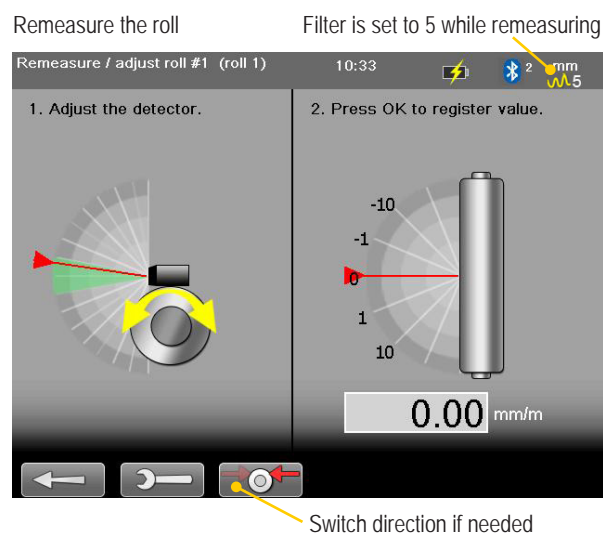 Remeasure the roll
Filter is set to 5 while remeasuring
Remeasure / adjust roll #1 (roll 1)
10:33
2
mm
5
1. Adjust the detector.
2. Press OK to register value.
-10
-1
0
1
10
0.00 mm/m
Switch direction if needed